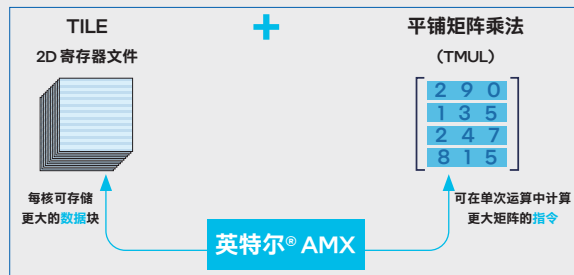 TILE
2D 寄存器文件
+
平铺矩阵乘法
(TMUL)
2 9 0
1 3 5
2 4 7
8 1 5
每核可存储
更大的数据块
可在单次运算中计算
更大矩阵的指令
英特尔® AMX